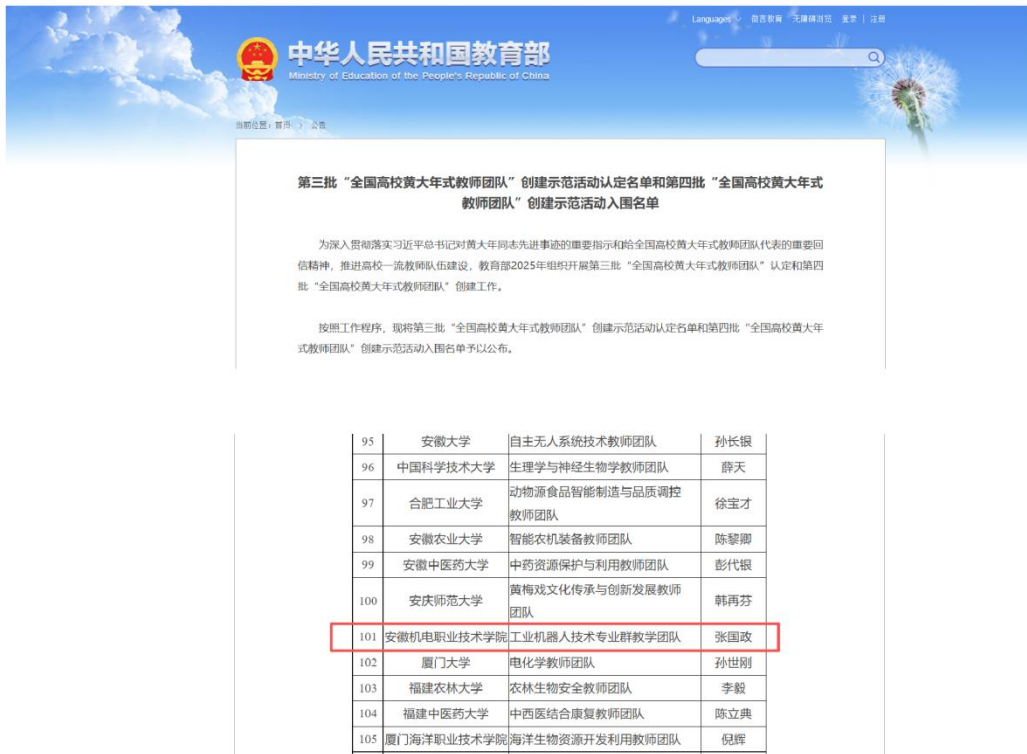 Languages 微言教育 无障碍浏览 登录 | 注册
中华人民共和国教育部
Ministry of Education of the People's Republic of China
当前位置：首页 > 公告
第三批“全国高校黄大年式教师团队”创建示范活动认定名单和第四批“全国高校黄大年式
教师团队”创建示范活动入围名单
为深入贯彻落实习近平总书记对黄大年同志先进事迹的重要指示和给全国高校黄大年式教师团队代表的重要回
信精神，推进高校一流教师队伍建设，教育部2025年组织开展第三批“全国高校黄大年式教师团队”认定和第四
批“全国高校黄大年式教师团队”创建工作。
按照工作程序，现将第三批“全国高校黄大年式教师团队”创建示范活动认定名单和第四批“全国高校黄大年
式教师团队”创建示范活动入围名单予以公布。
95 安徽大学 自主无人系统技术教师团队 孙长银
96 中国科学技术大学 生理学与神经生物学教师团队 薛天
97 合肥工业大学 动物源食品智能制造与品质调控
教师团队 徐宝才
98 安徽农业大学 智能农机装备教师团队 陈黎卿
99 安徽中医药大学 中药资源保护与利用教师团队 彭代银
100 安庆师范大学 黄梅戏文化传承与创新发展教师
团队 韩再芬
101 安徽机电职业技术学院 工业机器人技术专业群教学团队 张国政
102 厦门大学 电化学教师团队 孙世刚
103 福建农林大学 农林生物安全教师团队 李毅
104 福建中医药大学 中西医结合康复教师团队 陈立典
105 厦门海洋职业技术学院 海洋生物资源开发利用教师团队 倪辉